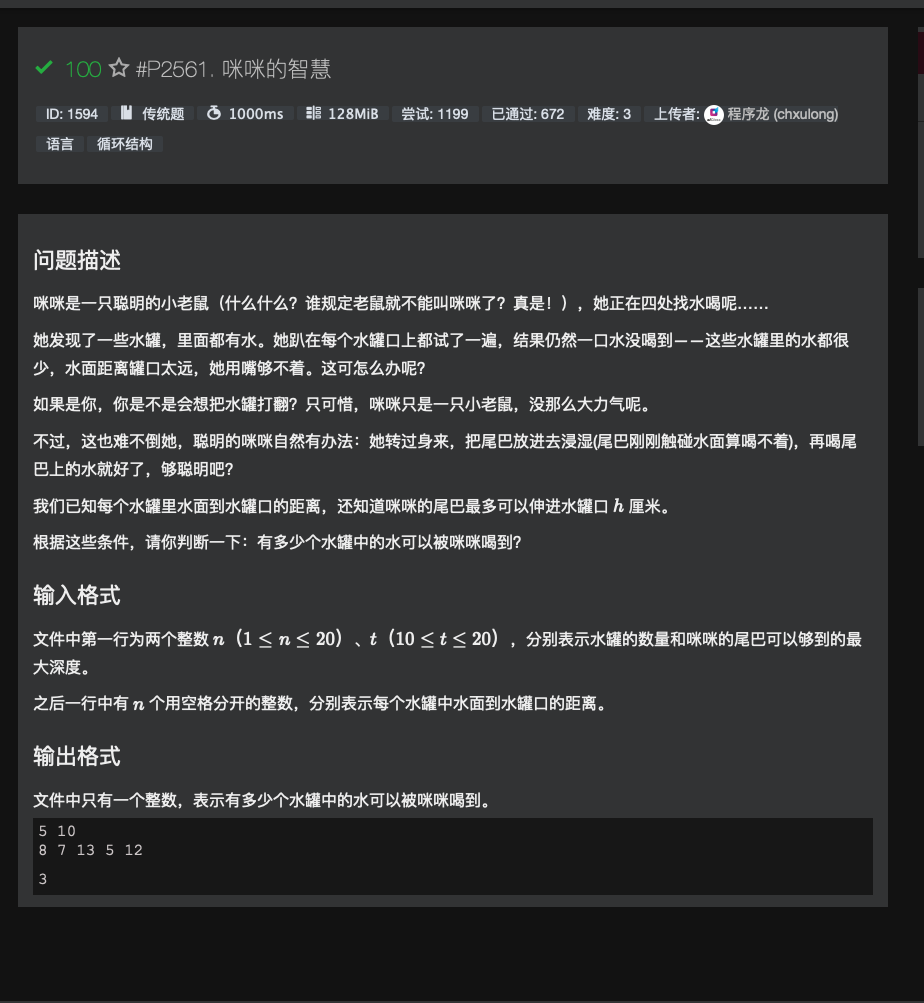 100 #P2561. 咪咪的智慧
ID: 1594 传统题 1000ms 128MiB 尝试: 1199 已通过: 672 难度: 3 上传者: 程序龙 (chxulong)
语言 循环结构
问题描述
咪咪是一只聪明的小老鼠（什么什么？谁规定老鼠就不能叫咪咪了？真是！），她正在四处找水喝呢……
她发现了一些水罐，里面都有水。她趴在每个水罐口上都试了一遍，结果仍然一口水没喝到——这些水罐里的水都很
少，水面距离罐口太远，她用嘴够不着。这可怎么办呢?
如果是你，你是不是会想把水罐打翻？只可惜，咪咪只是一只小老鼠，没那么大力气呢。
不过，这也难不倒她，聪明的咪咪自然有办法：她转过身来，把尾巴放进去浸湿(尾巴刚刚触碰水面算喝不着)，再喝尾
巴上的水就好了，够聪明吧?
我们已知每个水罐里水面到水罐口的距离，还知道咪咪的尾巴最多可以伸进水罐口 h 厘米。
根据这些条件，请你判断一下：有多少个水罐中的水可以被咪咪喝到?
输入格式
文件中第一行为两个整数 n（1 ≤ n ≤ 20）、t（10 ≤ t ≤ 20），分别表示水罐的数量和咪咪的尾巴可以够到的最
大深度。
之后一行中有 n 个用空格分开的整数，分别表示每个水罐中水面到水罐口的距离。
输出格式
文件中只有一个整数，表示有多少个水罐中的水可以被咪咪喝到。
5 10
8 7 13 5 12
3